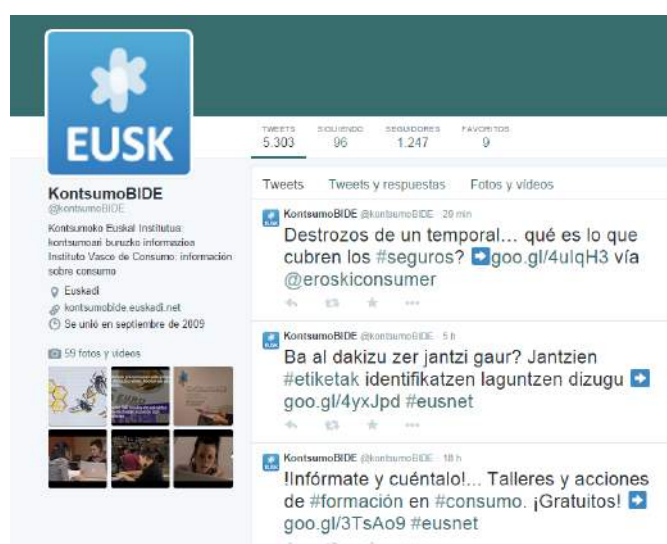 EUSK
KontsumoBIDE
@kontsumoBIDE
Kontsumoko Euskal Institutua:
kontsumoari buruzko informazioa
Instituto Vasco de Consumo: información
sobre consumo
Euskadi
kontsumobide.euskadi.net
Se unió en septiembre de 2009
59 fotos y vídeos
TWEETS SIGUIENDO SEGUIDORES FAVORITOS
5.303 96 1.247 9
Tweets Tweets y respuestas Fotos y vídeos
KontsumoBIDE @kontsumoBIDE · 29 min
Destrozos de un temporal... qué es lo que
cubren los #seguros? goo.gl/4uIqH3 vía
@eroskiconsumer
KontsumoBIDE @kontsumoBIDE · 5 h
Ba al dakizu zer jantzi gaur? Jantzien
#etiketak identifikatzen laguntzen dizugu
goo.gl/4yxJpd #eusnet
KontsumoBIDE @kontsumoBIDE · 18 h
!Infórmate y cuéntalo!... Talleres y acciones
de #formación en #consumo. ¡Gratuitos!
goo.gl/3TsAo9 #eusnet